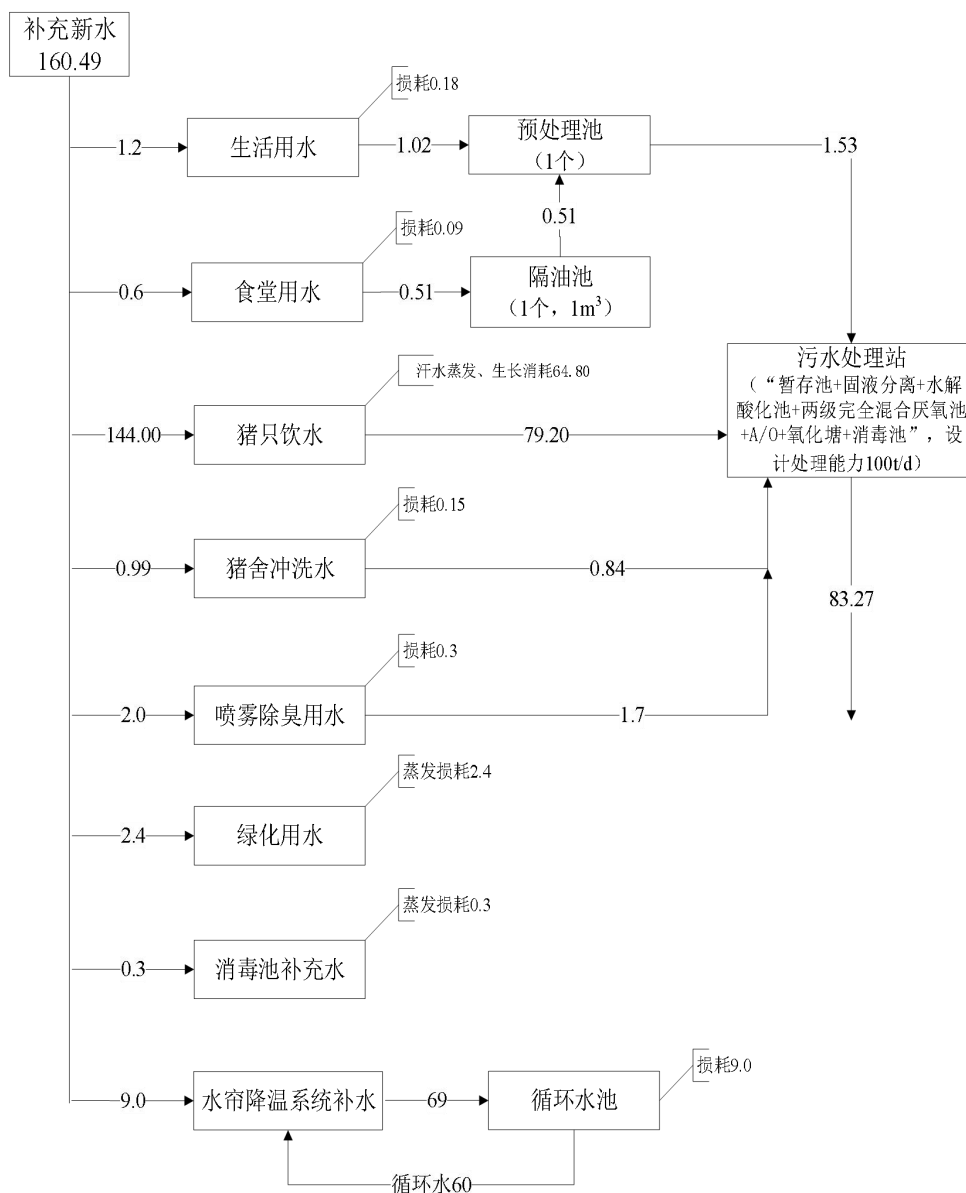 补充新水
160.49
损耗0.18
1.2
生活用水
1.02
预处理池
（1个）
1.53
0.51
损耗0.09
0.6
食堂用水
0.51
隔油池
（1个，1m³）
污水处理站
（“暂存池+固液分离+水解
酸化池+两级完全混合厌氧池
+A/O+氧化塘+消毒池”，设
计处理能力100t/d）
汗水蒸发、生长消耗64.80
144.00
猪只饮水
79.20
损耗0.15
0.99
猪舍冲洗水
0.84
83.27
损耗0.3
2.0
喷雾除臭用水
1.7
蒸发损耗2.4
2.4
绿化用水
蒸发损耗0.3
0.3
消毒池补充水
损耗9.0
9.0
水帘降温系统补水
69
循环水池
循环水60